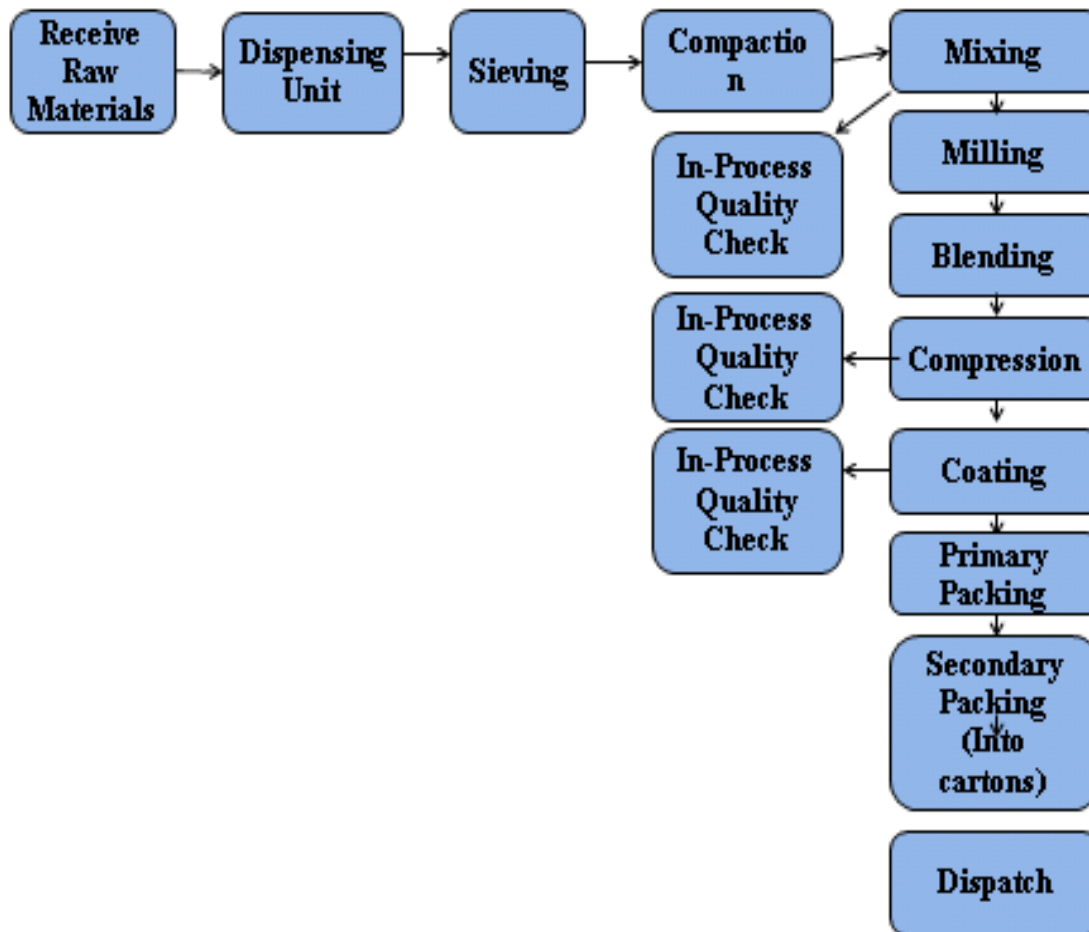 Receive
Raw
Materials
Dispensing
Unit
Sieving
Compactio
n
Mixing
In-Process
Quality
Check
Milling
Blending
In-Process
Quality
Check
Compression
In-Process
Quality
Check
Coating
Primary
Packing
Secondary
Packing
(Into
cartons)
Dispatch